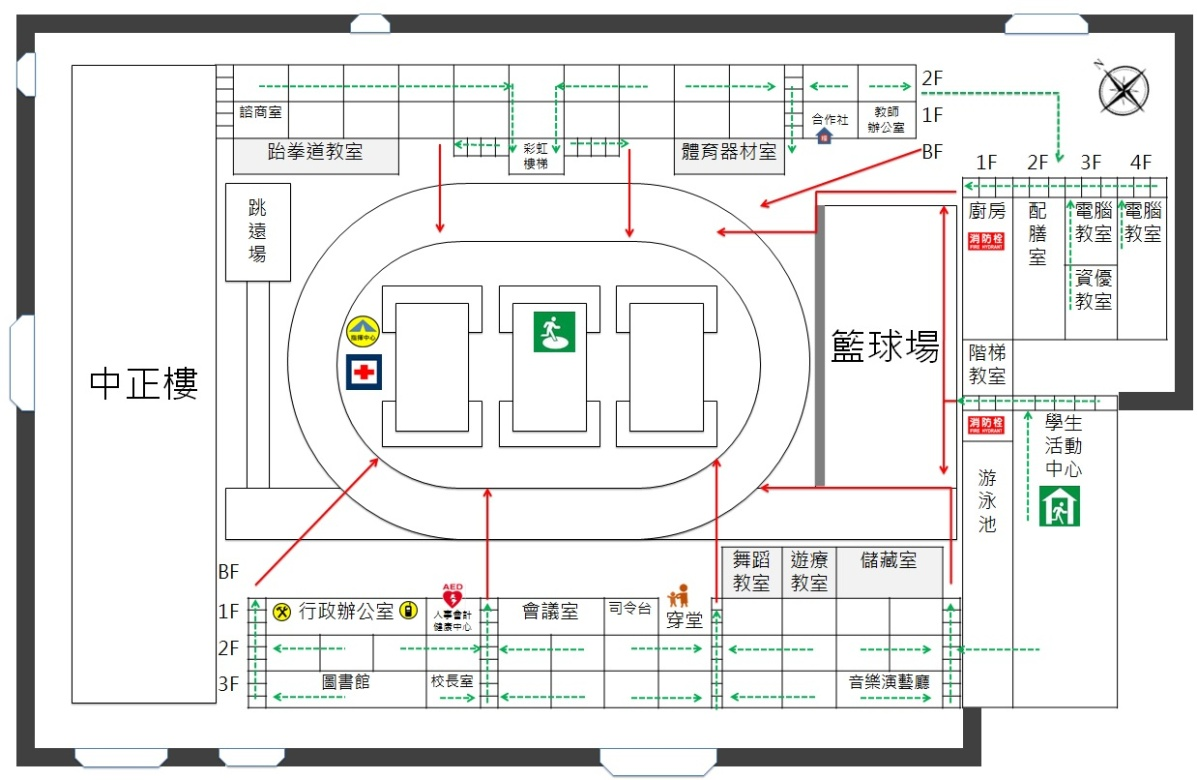 N
2F
諮商室
合作社
教師
辦公室
1F
樓
跆拳道教室
彩虹
樓梯
體育器材室
BF
1F
2F
3F
4F
跳
遠
場
廚房
消防栓
FIRE HYDRANT
配
膳
室
電腦
教室
電腦
教室
資優
教室
指揮中心
籃球場
階梯
教室
中正樓
消防栓
FIRE HYDRANT
學生
活動
中心
游
泳
池
舞蹈
教室
遊療
教室
儲藏室
BF
1F
行政辦公室
AED
人事會計
健康中心
會議室
司令台
穿堂
2F
3F
圖書館
校長室
音樂演藝廳